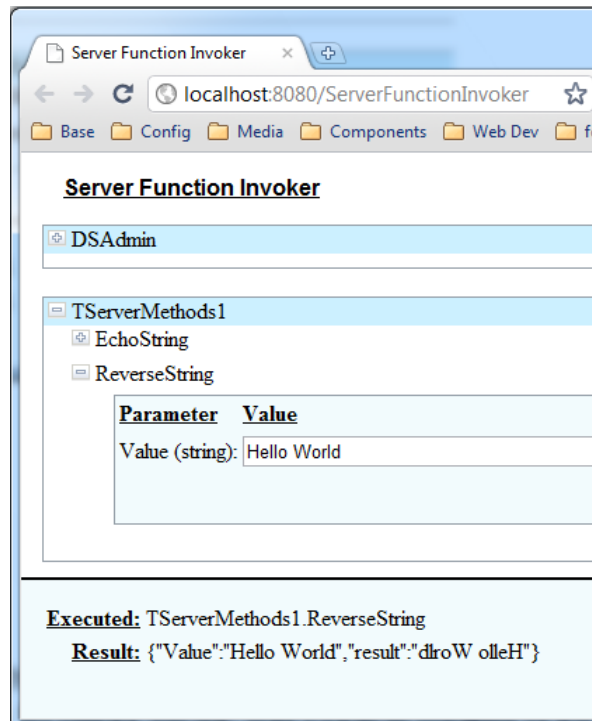 Server Function Invoker
localhost:8080/ServerFunctionInvoker
Base Config Media Components Web Dev f
Server Function Invoker
DSAdmin
TServerMethods1
EchoString
ReverseString
Parameter Value
Value (string): Hello World
Executed: TServerMethods1.ReverseString
Result: {"Value":"Hello World","result":"dlroW olleH"}